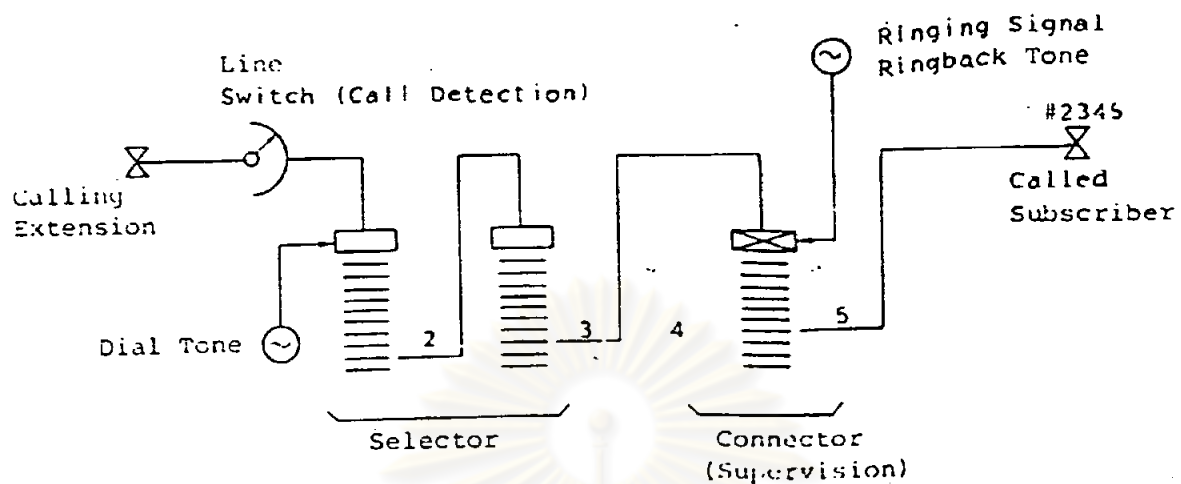 Ringing Signal
Ringback Tone
Line
Switch (Call Detection)
#2345
Calling
Extension
Called
Subscriber
Dial Tone
2
3
4
5
Selector
Connector
(Supervision)